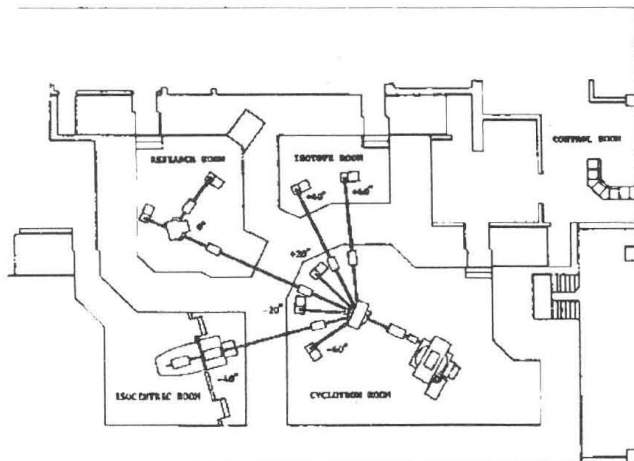 RESEARCH ROOM
ISOTOPE ROOM
CONTROL ROOM
+40°
+60°
0°
+20°
-20°
-60°
-40°
ISOCENTRIC ROOM
CYCLOTRON ROOM